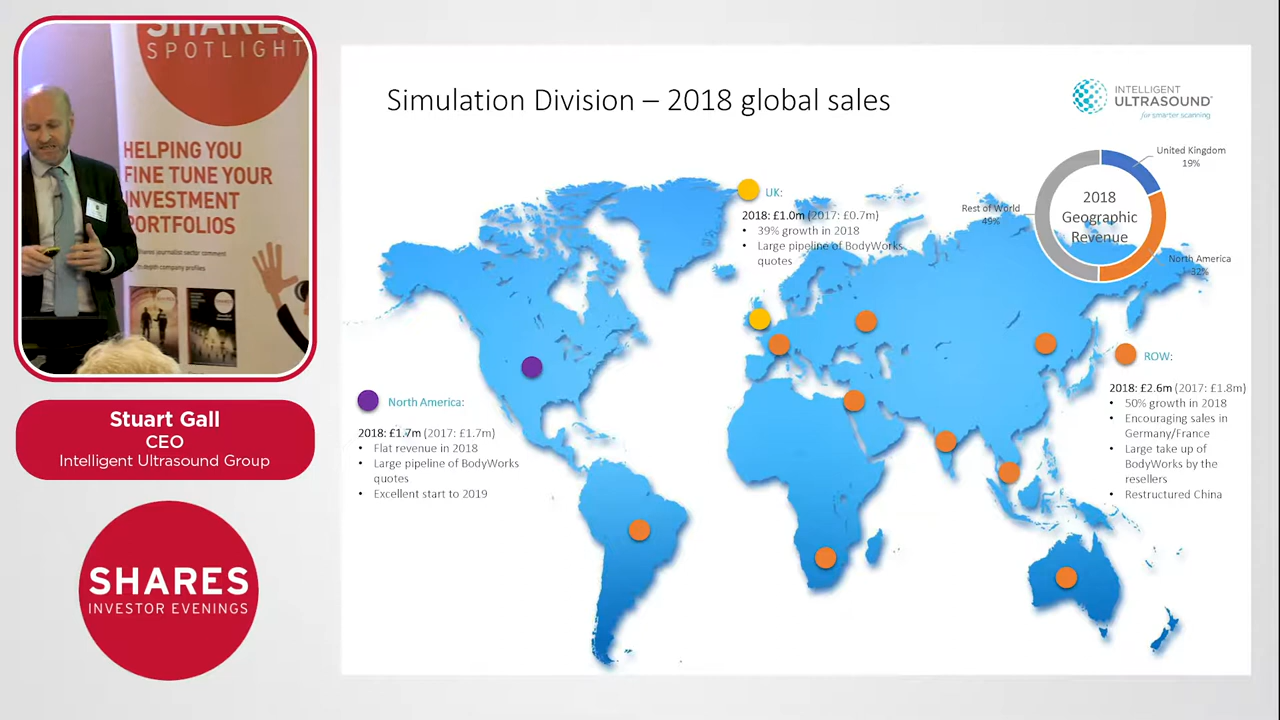 SHARES
SPOTLIGHT
HELPING YOU
FINE TUNE YOUR
INVESTMENT
PORTFOLIOS
Stuart Gall
CEO
Intelligent Ultrasound Group
SHARES
INVESTOR EVENINGS
Simulation Division – 2018 global sales
INTELLIGENT
ULTRASOUND
for smarter scanning
United Kingdom
19%
2018
Geographic
Revenue
Rest of World
49%
North America
32%
UK:
2018: £1.0m (2017: £0.7m)
• 39% growth in 2018
• Large pipeline of BodyWorks
quotes
North America:
2018: £1.7m (2017: £1.7m)
• Flat revenue in 2018
• Large pipeline of BodyWorks
quotes
• Excellent start to 2019
ROW:
2018: £2.6m (2017: £1.8m)
• 50% growth in 2018
• Encouraging sales in
Germany/France
• Large take up of
BodyWorks by the
resellers
• Restructured China